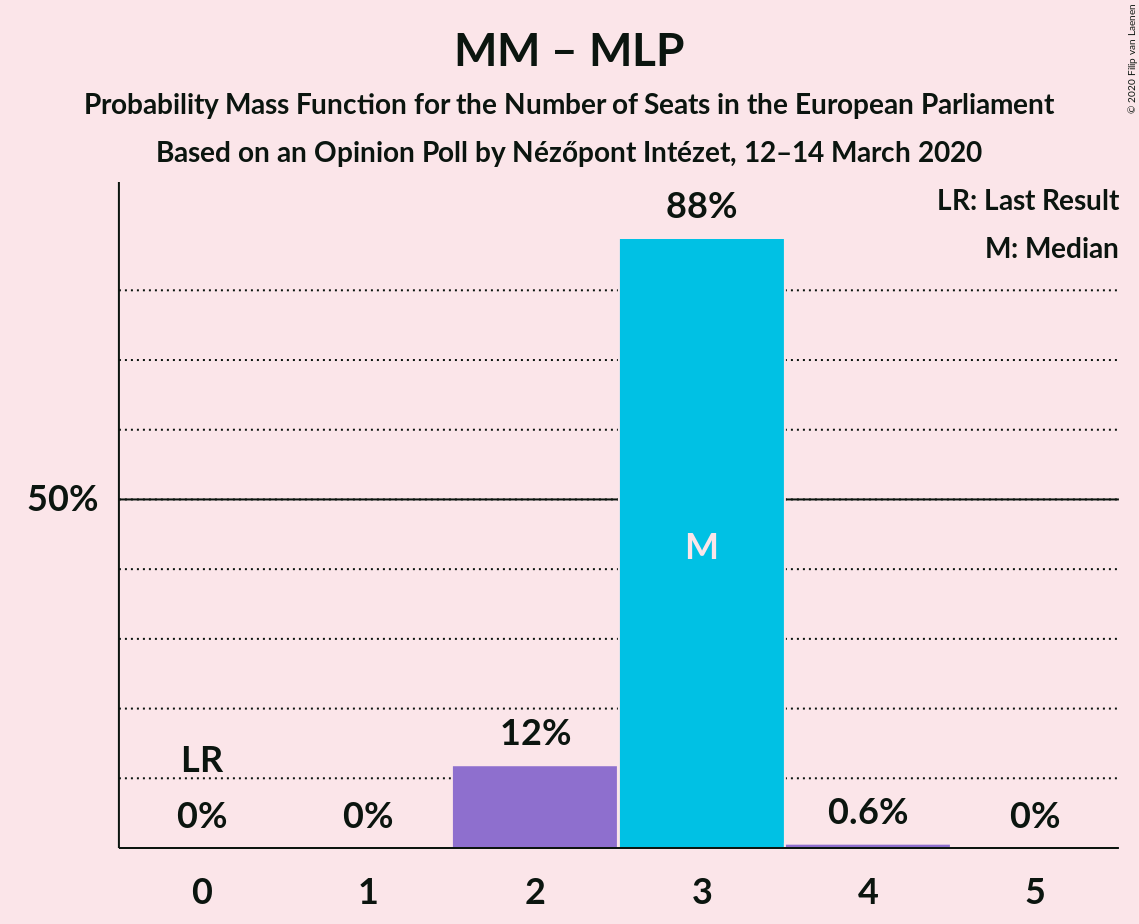 MM – MLP
Probability Mass Function for the Number of Seats in the European Parliament
Based on an Opinion Poll by Nézőpont Intézet, 12–14 March 2020
© 2020 Filip van Laenen
LR: Last Result
M: Median
88%
50%
M
12%
LR
0%
0%
0.6%
0%
0
1
2
3
4
5